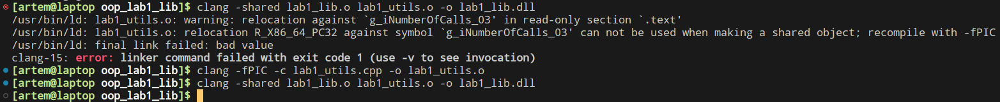 [artem@laptop oop_lab1_lib]$ clang -shared lab1_lib.o lab1_utils.o -o lab1_lib.dll
/usr/bin/ld: lab1_utils.o: warning: relocation against `g_iNumberOfCalls_03' in read-only section `.text'
/usr/bin/ld: lab1_utils.o: relocation R_X86_64_PC32 against symbol `g_iNumberOfCalls_03' can not be used when making a shared object; recompile with -fPIC
/usr/bin/ld: final link failed: bad value
clang-15: error: linker command failed with exit code 1 (use -v to see invocation)
[artem@laptop oop_lab1_lib]$ clang -fPIC -c lab1_utils.cpp -o lab1_utils.o
[artem@laptop oop_lab1_lib]$ clang -shared lab1_lib.o lab1_utils.o -o lab1_lib.dll
[artem@laptop oop_lab1_lib]$